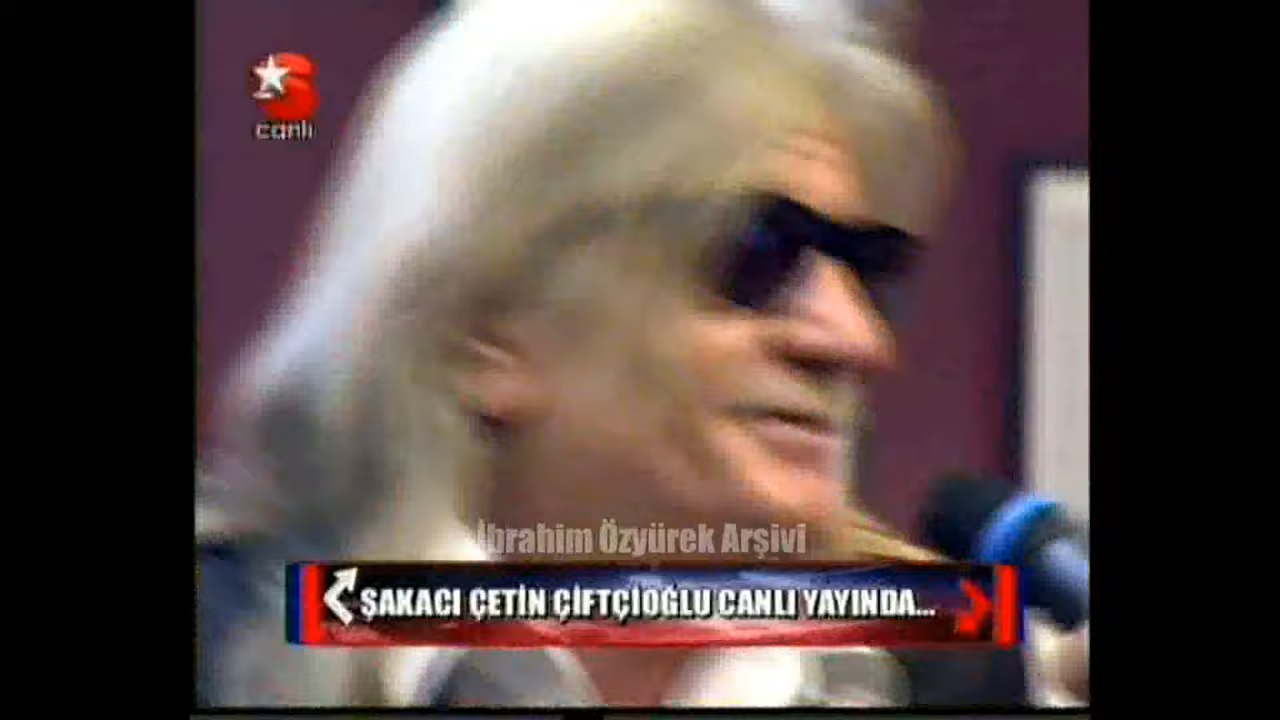 S
canlı
İbrahim Özyürek Arşivi
ŞAKACI ÇETİN ÇİFTÇİOĞLU CANLI YAYINDA...